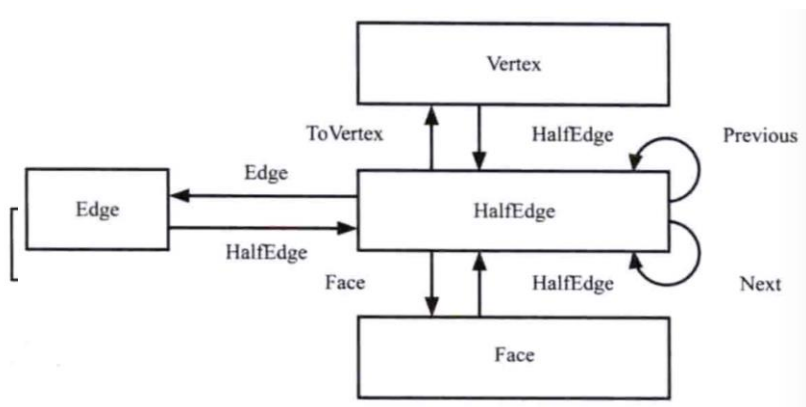 Vertex
ToVertex
HalfEdge
Previous
Edge
Edge
HalfEdge
HalfEdge
Face
HalfEdge
Next
Face